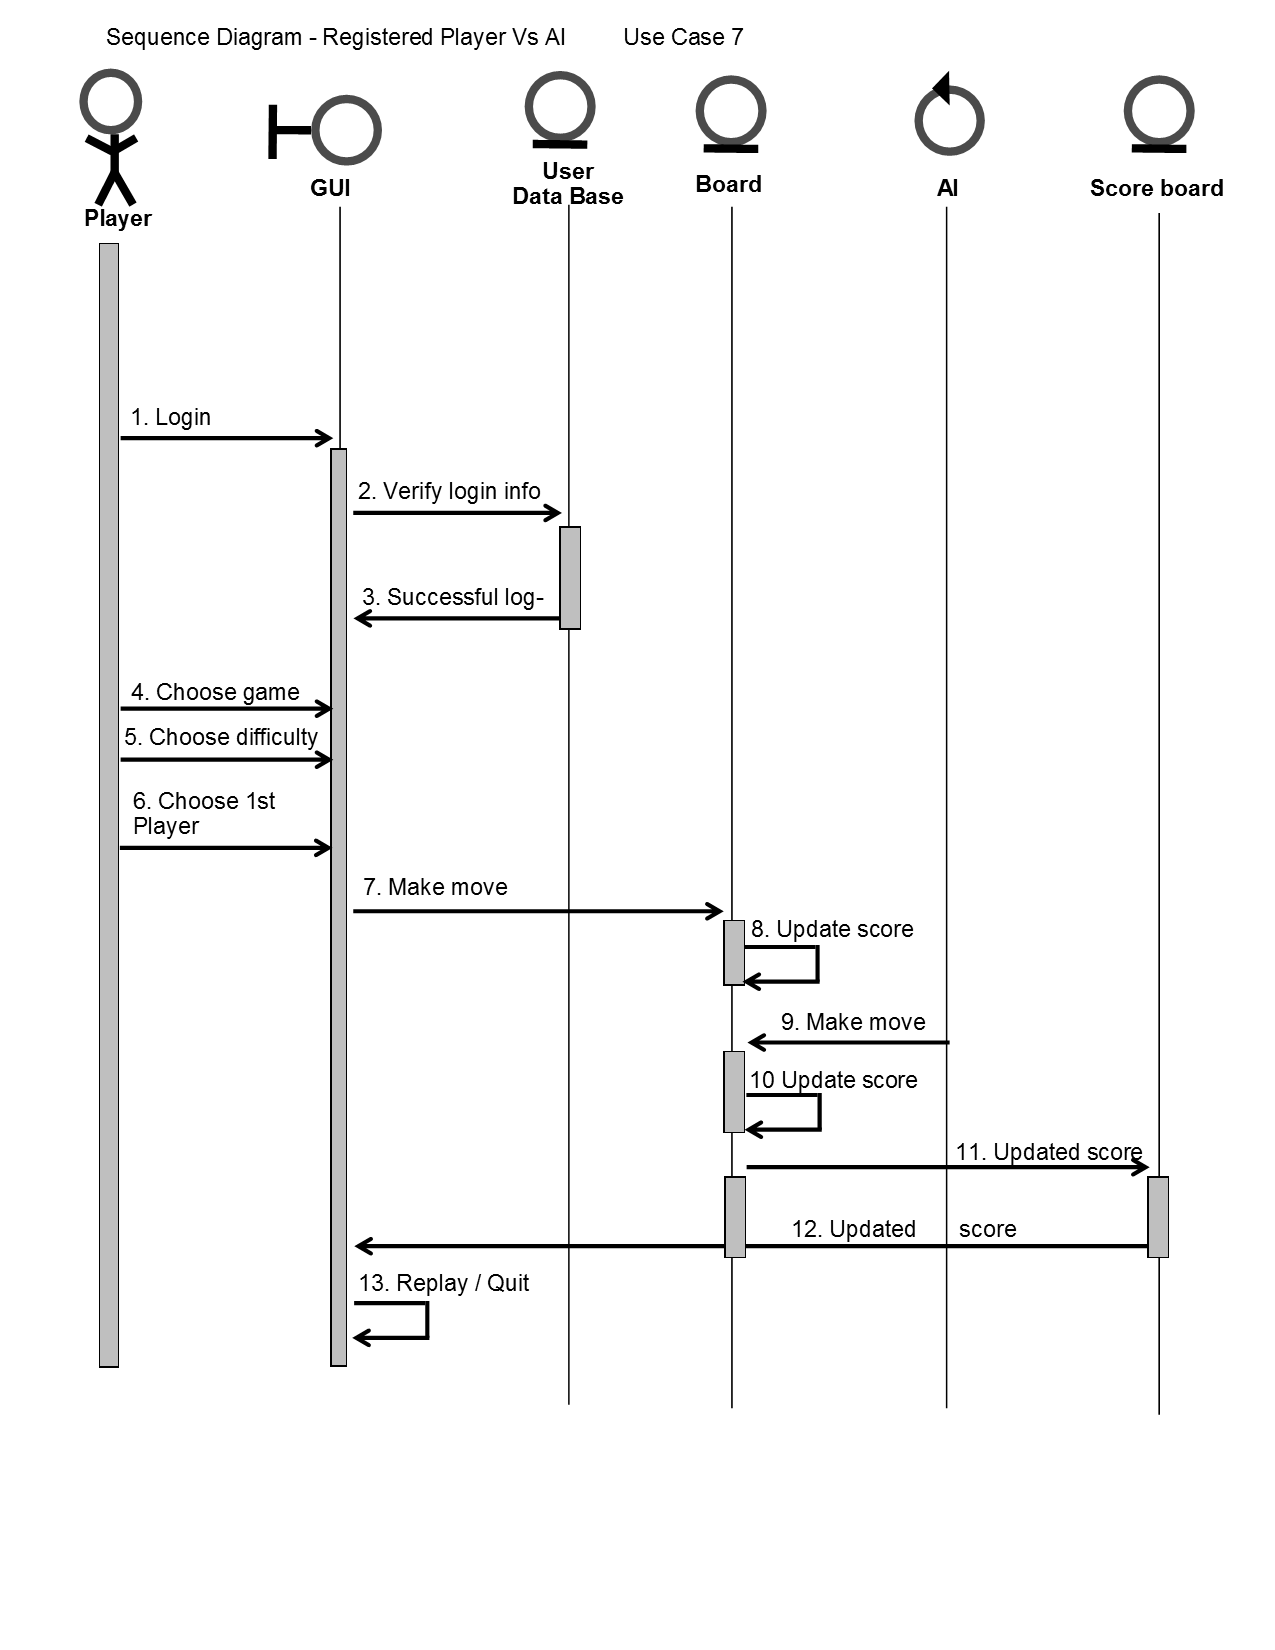 Sequence Diagram - Registered Player Vs AI Use Case 7
Player
GUI
User
Data Base
Board
AI
Score board
1. Login
2. Verify login info
3. Successful log-
4. Choose game
5. Choose difficulty
6. Choose 1st
Player
7. Make move
8. Update score
9. Make move
10 Update score
11. Updated score
12. Updated score
13. Replay / Quit